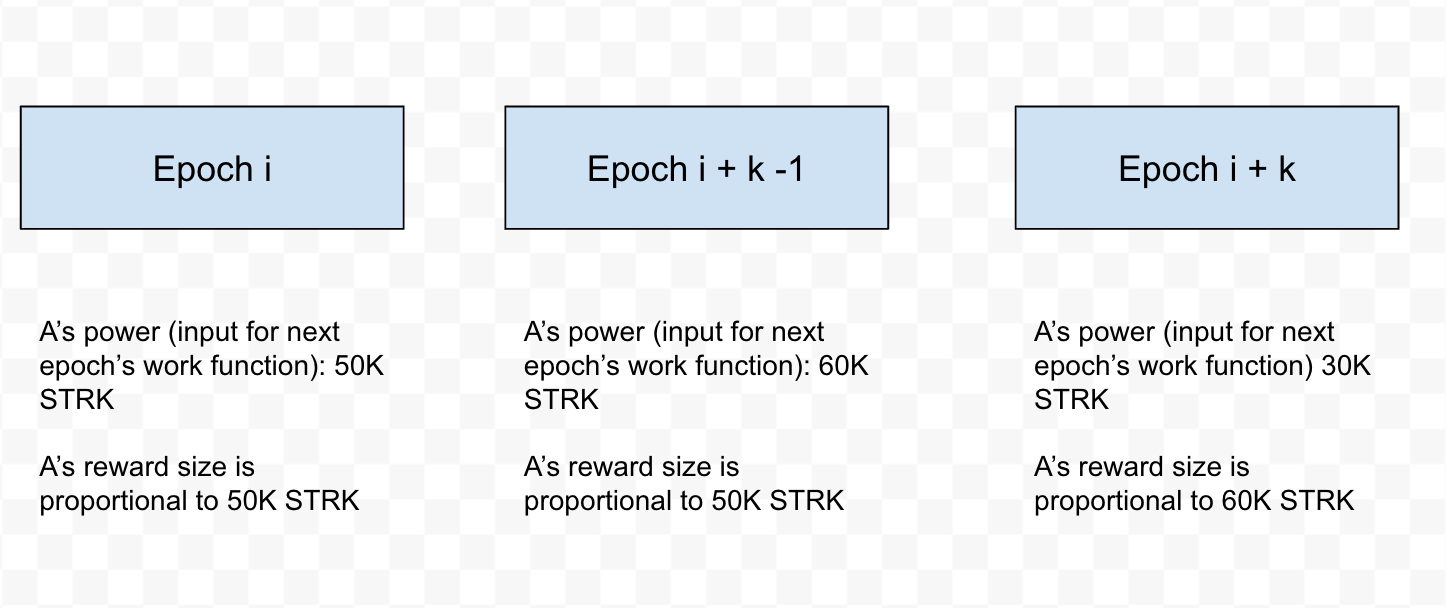 Epoch i
Epoch i + k -1
Epoch i + k
A’s power (input for next
epoch’s work function): 50K
STRK
A’s reward size is
proportional to 50K STRK
A’s power (input for next
epoch’s work function): 60K
STRK
A’s reward size is
proportional to 50K STRK
A’s power (input for next
epoch’s work function) 30K
STRK
A’s reward size is
proportional to 60K STRK